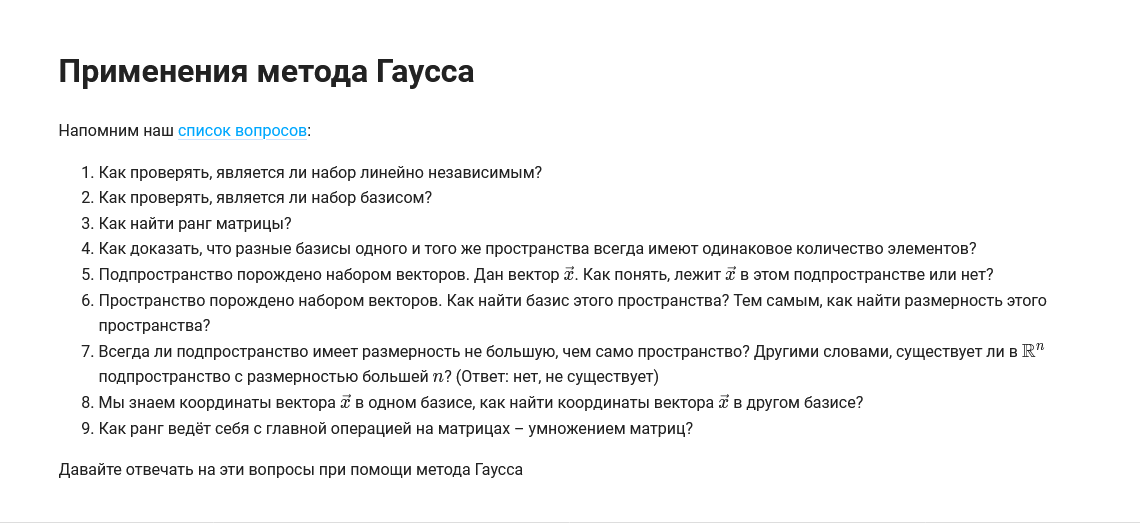 Применения метода Гаусса
Напомним наш список вопросов:
1. Как проверять, является ли набор линейно независимым?
2. Как проверять, является ли набор базисом?
3. Как найти ранг матрицы?
4. Как доказать, что разные базисы одного и того же пространства всегда имеют одинаковое количество элементов?
5. Подпространство порождено набором векторов. Дан вектор x⃗. Как понять, лежит x⃗ в этом подпространстве или нет?
6. Пространство порождено набором векторов. Как найти базис этого пространства? Тем самым, как найти размерность этого
пространства?
7. Всегда ли подпространство имеет размерность не большую, чем само пространство? Другими словами, существует ли в ℝⁿ
подпространство с размерностью большей n? (Ответ: нет, не существует)
8. Мы знаем координаты вектора x⃗ в одном базисе, как найти координаты вектора x⃗ в другом базисе?
9. Как ранг ведёт себя с главной операцией на матрицах – умножением матриц?
Давайте отвечать на эти вопросы при помощи метода Гаусса